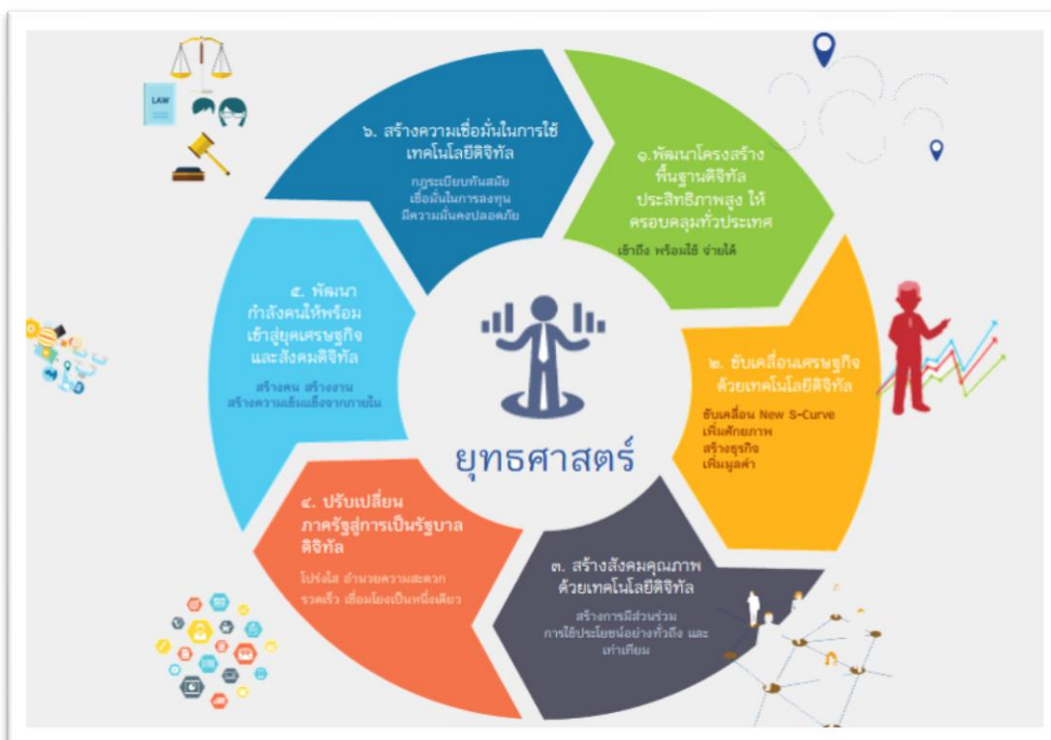 ๑.พัฒนาโครงสร้าง
พื้นฐานดิจิทัล
ประสิทธิภาพสูง ให้
ครอบคลุมทั่วประเทศ
เข้าถึง พร้อมใช้ จ่ายได้
๒. ขับเคลื่อนเศรษฐกิจ
ด้วยเทคโนโลยีดิจิทัล
ขับเคลื่อน New S-Curve
เพิ่มศักยภาพ
สร้างธุรกิจ
เพิ่มมูลค่า
๓. สร้างสังคมคุณภาพ
ด้วยเทคโนโลยีดิจิทัล
สร้างการมีส่วนร่วม
การใช้ประโยชน์อย่างทั่วถึง และ
เท่าเทียม
๔. ปรับเปลี่ยน
ภาครัฐสู่การเป็นรัฐบาล
ดิจิทัล
โปร่งใส อำนวยความสะดวก
รวดเร็ว เชื่อมโยงเป็นหนึ่งเดียว
๕. พัฒนา
กำลังคนให้พร้อม
เข้าสู่ยุคเศรษฐกิจ
และสังคมดิจิทัล
สร้างคน สร้างงาน
สร้างความเข้มแข็งจากภายใน
๖. สร้างความเชื่อมั่นในการใช้
เทคโนโลยีดิจิทัล
กฎระเบียบทันสมัย
เชื่อมั่นในการลงทุน
มีความมั่นคงปลอดภัย
ยุทธศาสตร์
LAW